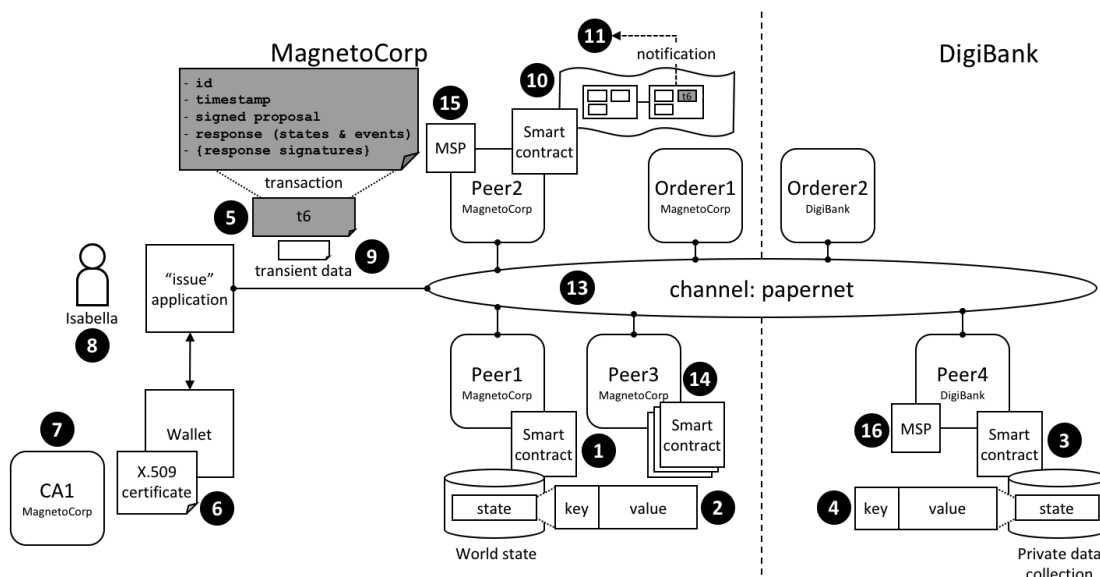 MagnetoCorp
DigiBank
11
notification
- id
- timestamp
- signed proposal
- response (states & events)
- {response signatures}
10
t6
15
MSP
Smart
contract
transaction
Peer2
MagnetoCorp
Orderer1
MagnetoCorp
Orderer2
DigiBank
5
t6
9
transient data
"issue"
application
Isabella
8
13
channel: papernet
Peer1
MagnetoCorp
Peer3
MagnetoCorp
14
Peer4
DigiBank
Smart
contract
1
Smart
contract
16
MSP
Smart
contract
3
7
Wallet
CA1
MagnetoCorp
X.509
certificate
6
state
key
value
2
World state
4
key
value
state
Private data
collection